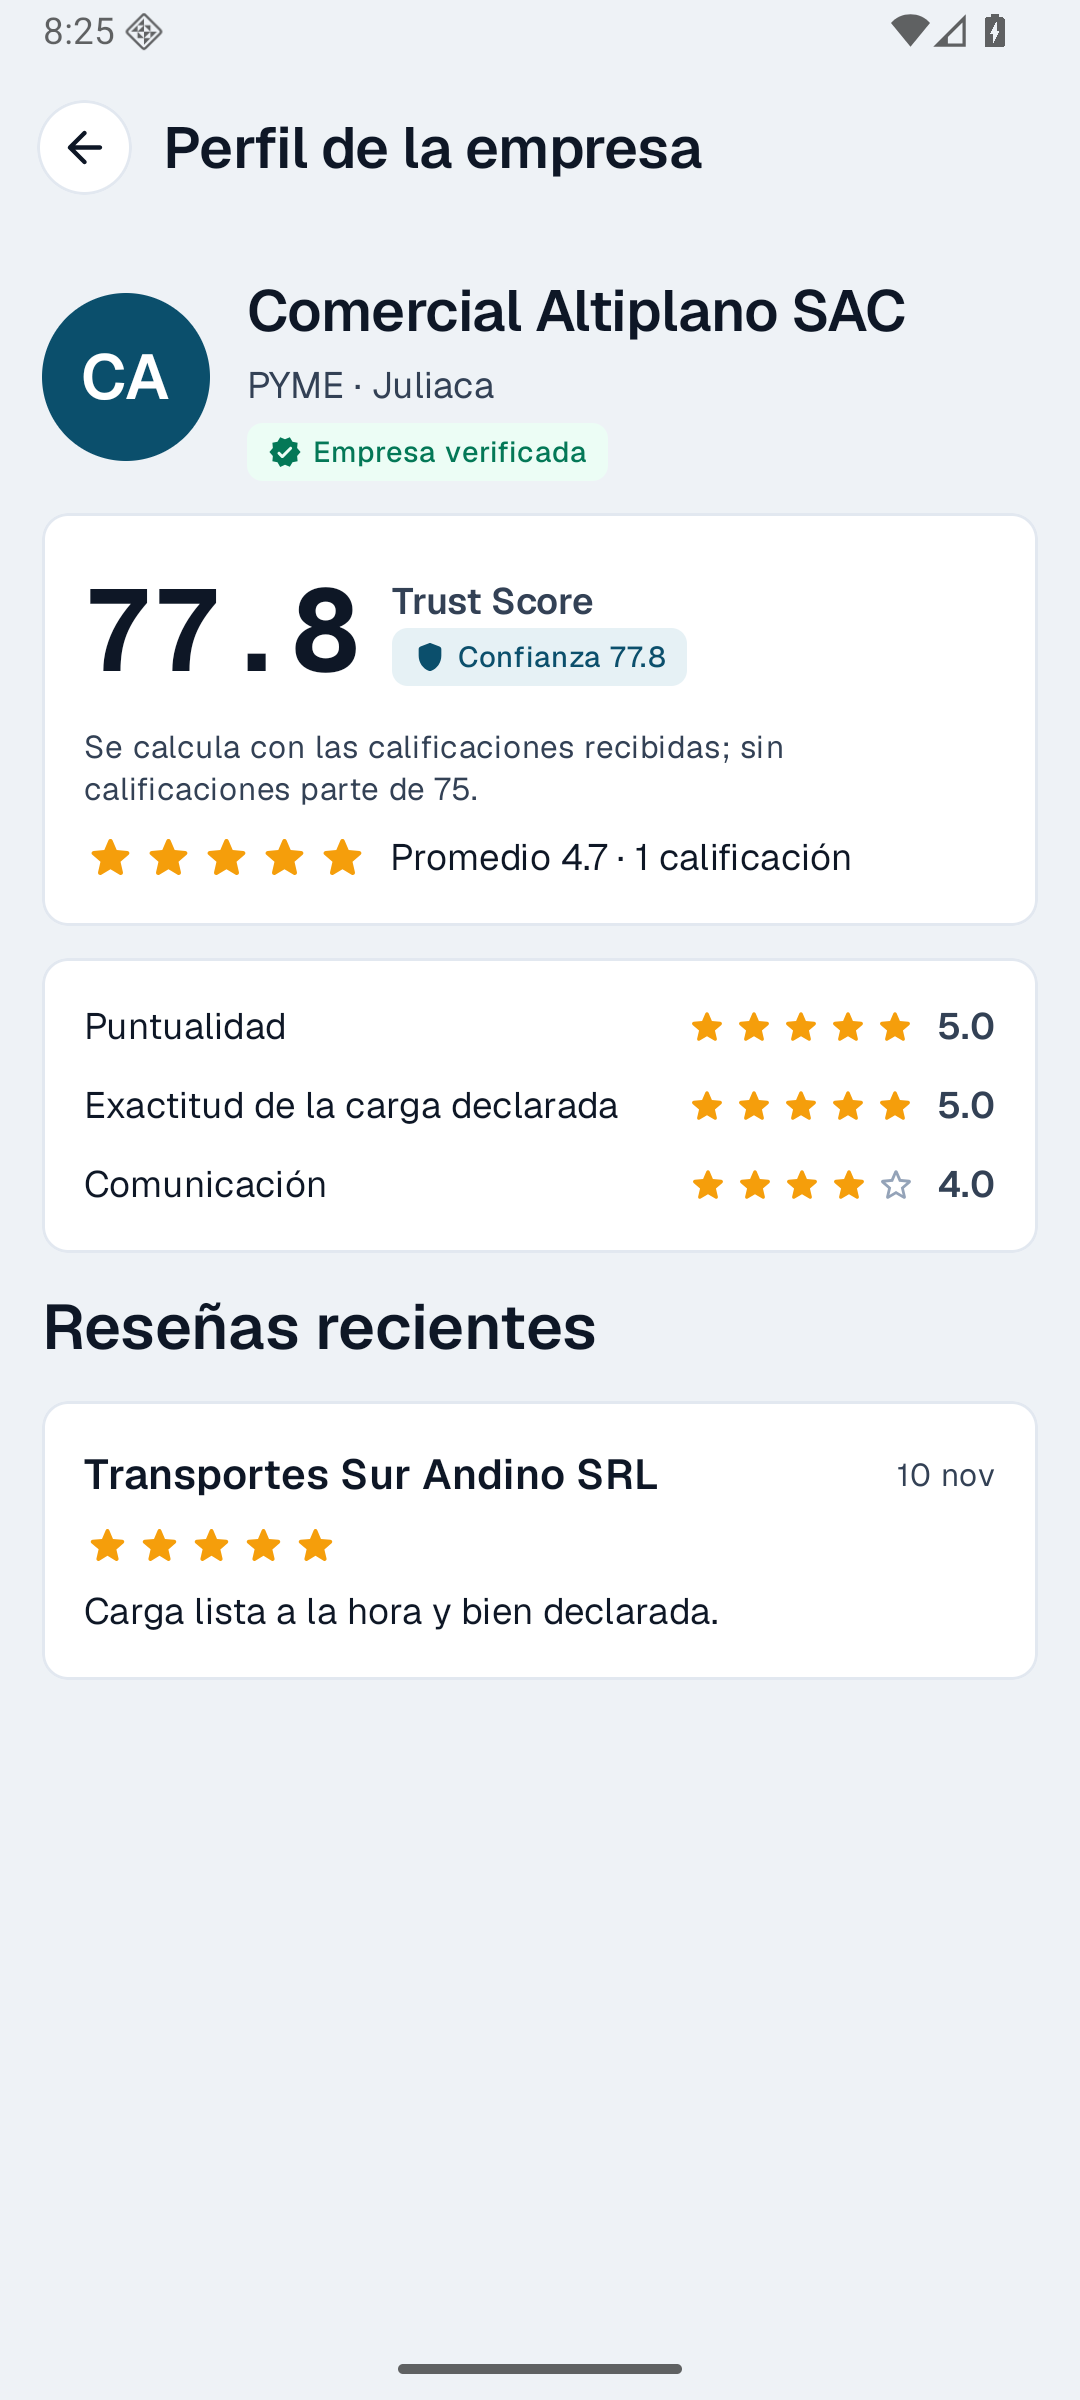 8:25
Perfil de la empresa
CA
Comercial Altiplano SAC
PYME · Juliaca
Empresa verificada
77.8
Trust Score
Confianza 77.8
Se calcula con las calificaciones recibidas; sin
calificaciones parte de 75.
Promedio 4.7 · 1 calificación
Puntualidad 5.0
Exactitud de la carga declarada 5.0
Comunicación 4.0
Reseñas recientes
Transportes Sur Andino SRL 10 nov
Carga lista a la hora y bien declarada.